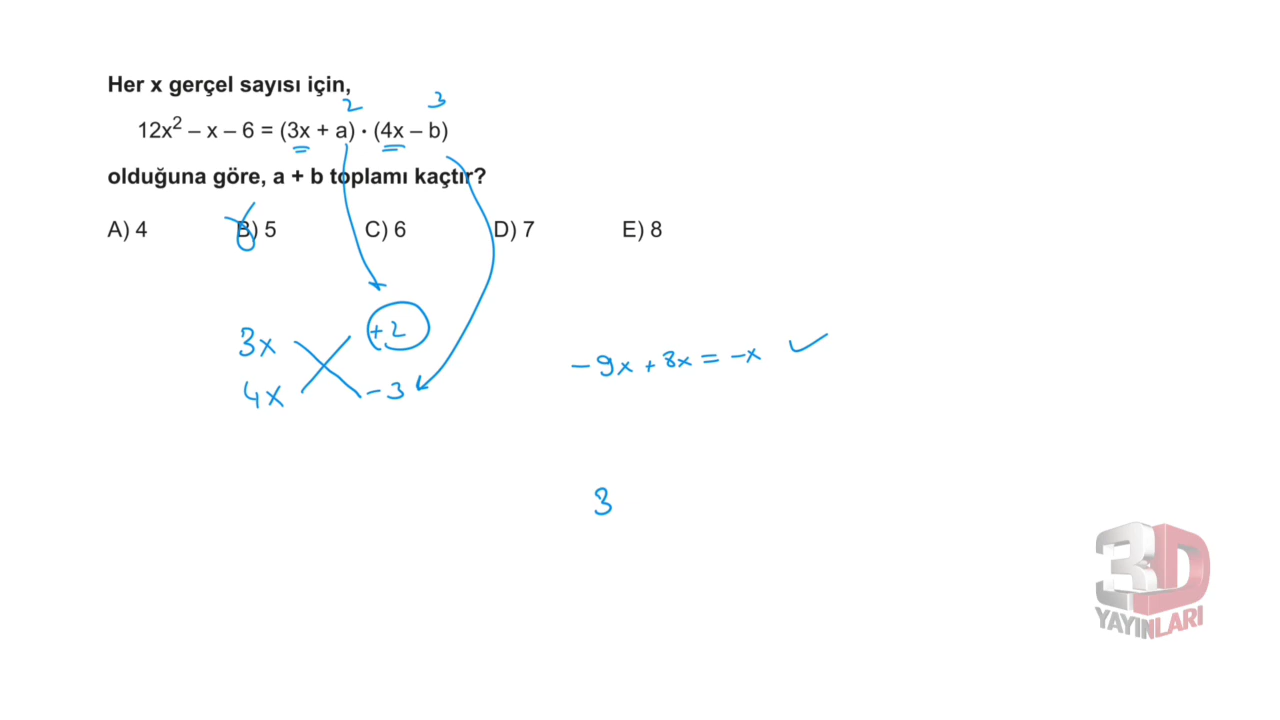 Her x gerçel sayısı için,
2 3
12x² – x – 6 = (3x + a) · (4x – b)
olduğuna göre, a + b toplamı kaçtır?
A) 4 B) 5 C) 6 D) 7 E) 8
3x +2
4x -3
-9x + 8x = -x ✓
3
3D
YAYINLARI